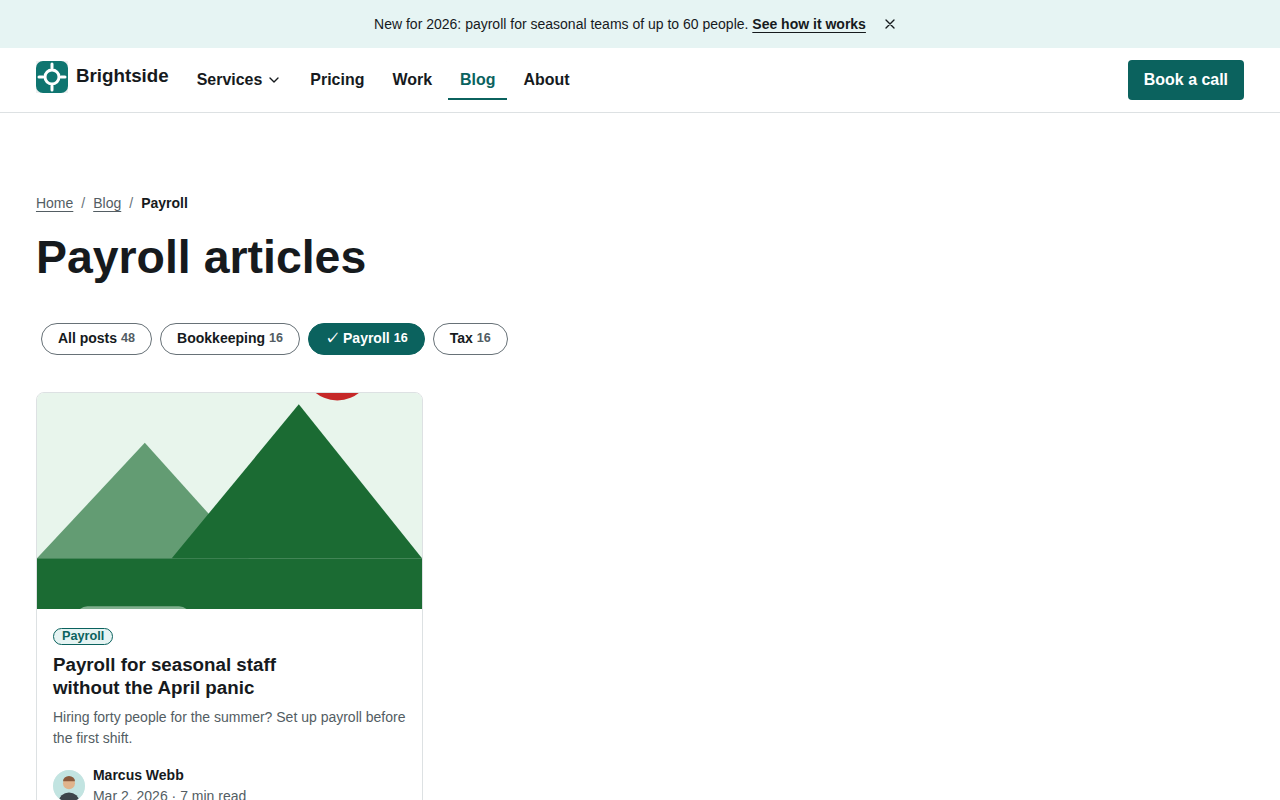 New for 2026: payroll for seasonal teams of up to 60 people. See how it works
Brightside
Services
Pricing
Work
Blog
About
Book a call
Home / Blog / Payroll
Payroll articles
All posts 48
Bookkeeping 16
✓ Payroll 16
Tax 16
Payroll
Payroll for seasonal staff
without the April panic
Hiring forty people for the summer? Set up payroll before
the first shift.
Marcus Webb
Mar 2, 2026 · 7 min read